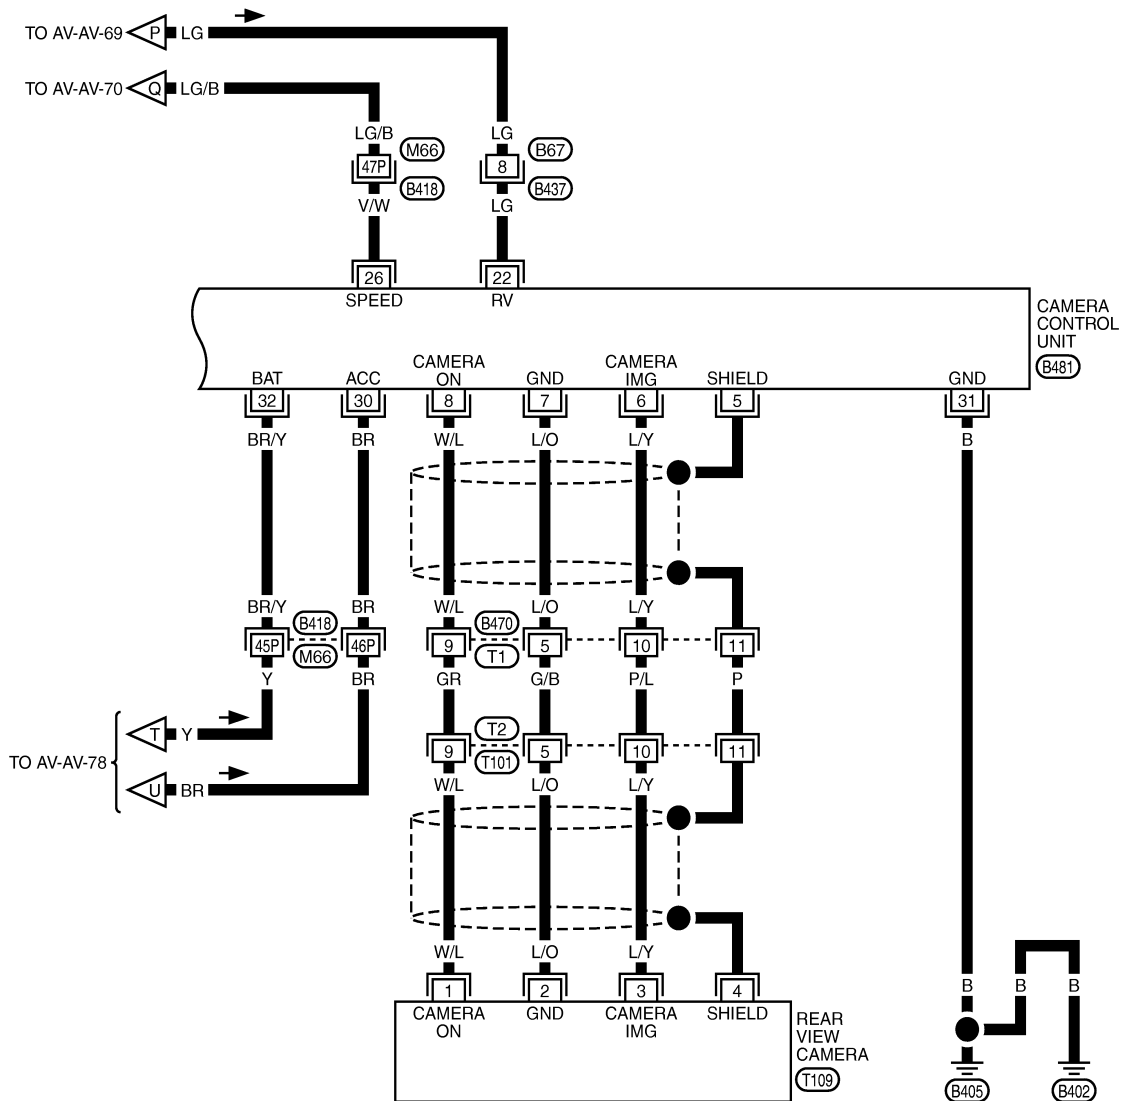 TO AV-AV-69 P LG
TO AV-AV-70 Q LG/B
LG/B M66 LG B67
47P 8
B418 B437
V/W LG
26 22
SPEED RV
CAMERA
CONTROL
UNIT
B481
CAMERA CAMERA
BAT ACC ON GND IMG SHIELD GND
32 30 8 7 6 5 31
BR/Y BR W/L L/O L/Y B
BR/Y BR W/L L/O L/Y
B418 B470
45P 46P 9 5 10 11
M66 T1
Y BR GR G/B P/L P
T2
T Y
9 5 10 11
TO AV-AV-78 T101
U BR W/L L/O L/Y
W/L L/O L/Y
B B B
1 2 3 4
CAMERA GND CAMERA SHIELD
ON IMG
REAR
VIEW
CAMERA
T109
B405 B402